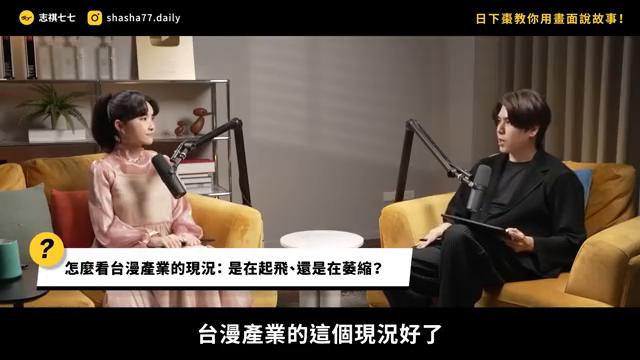 志祺七七
shasha77.daily
日下棗教你用畫面說故事!
?
怎麼看台漫產業的現況：是在起飛、還是在萎縮？
台漫產業的這個現況好了